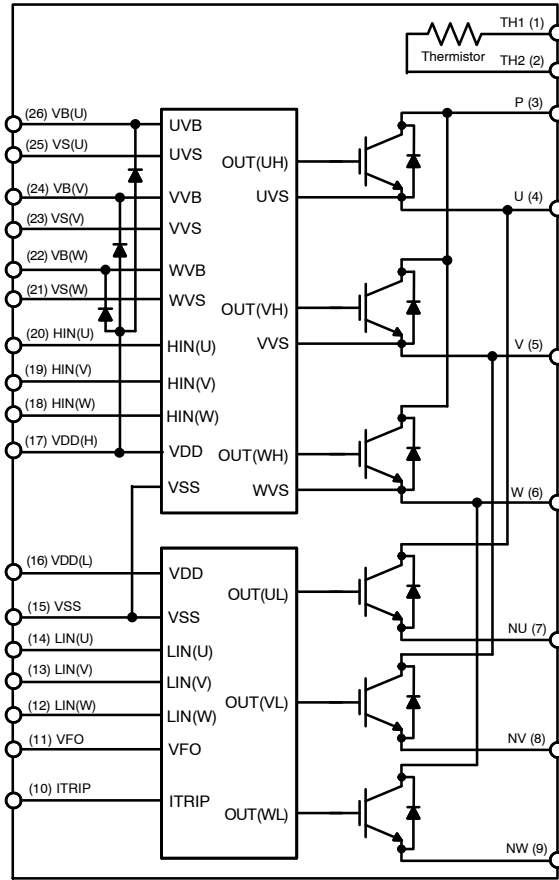 TH1 (1)
Thermistor
TH2 (2)
P (3)
(26) VB(U)
UVB
(25) VS(U)
UVS
OUT(UH)
(24) VB(V)
VVB
UVS
U (4)
(23) VS(V)
VVS
(22) VB(W)
WVB
(21) VS(W)
WVS
OUT(VH)
(20) HIN(U)
HIN(U)
VVS
V (5)
(19) HIN(V)
HIN(V)
(18) HIN(W)
HIN(W)
(17) VDD(H)
VDD
OUT(WH)
VSS
WVS
W (6)
(16) VDD(L)
VDD
OUT(UL)
(15) VSS
VSS
(14) LIN(U)
LIN(U)
NU (7)
(13) LIN(V)
LIN(V)
(12) LIN(W)
LIN(W)
OUT(VL)
(11) VFO
VFO
NV (8)
(10) ITRIP
ITRIP
OUT(WL)
NW (9)